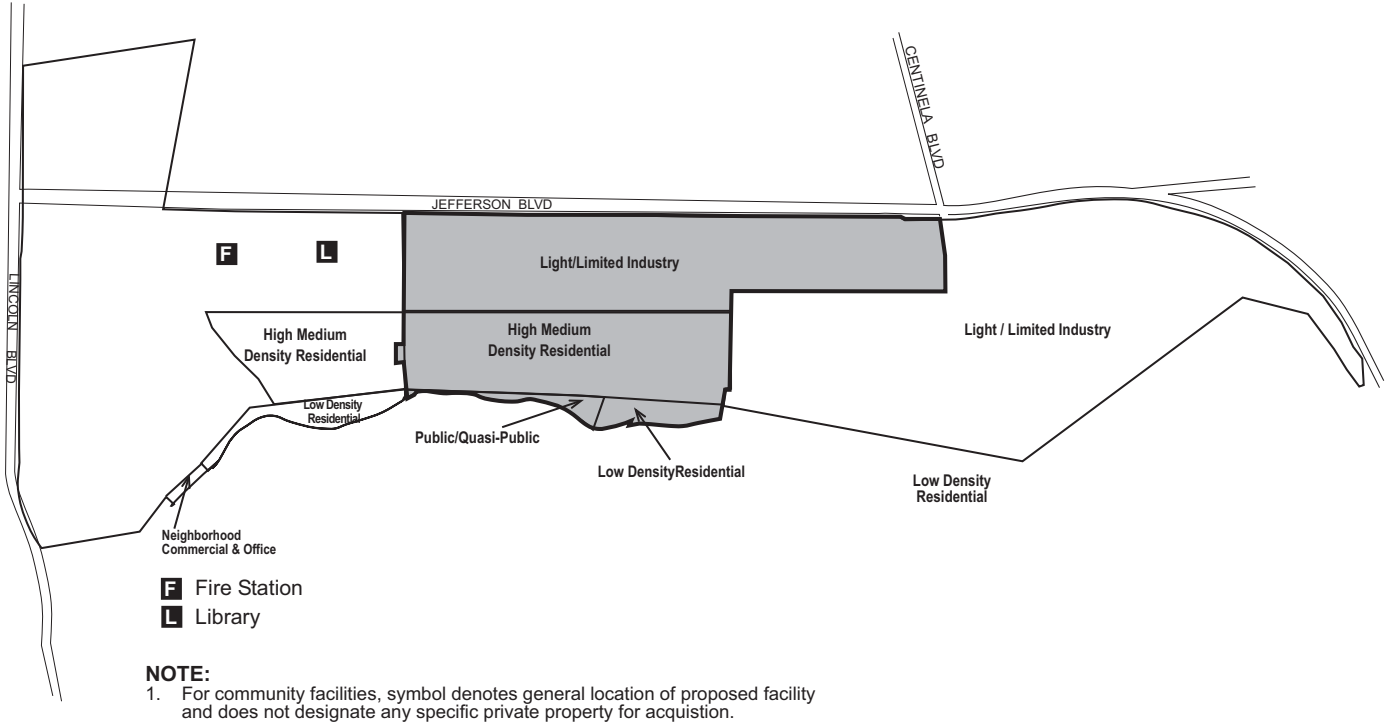 CENTINELA BLVD
JEFFERSON BLVD
LINCOLN BLVD
F
L
Light/Limited Industry
High Medium
Density Residential
High Medium
Density Residential
Light / Limited Industry
Low Density
Residential
Public/Quasi-Public
Low DensityResidential
Low Density
Residential
Neighborhood
Commercial & Office
F Fire Station
L Library
NOTE:
1. For community facilities, symbol denotes general location of proposed facility
and does not designate any specific private property for acquistion.